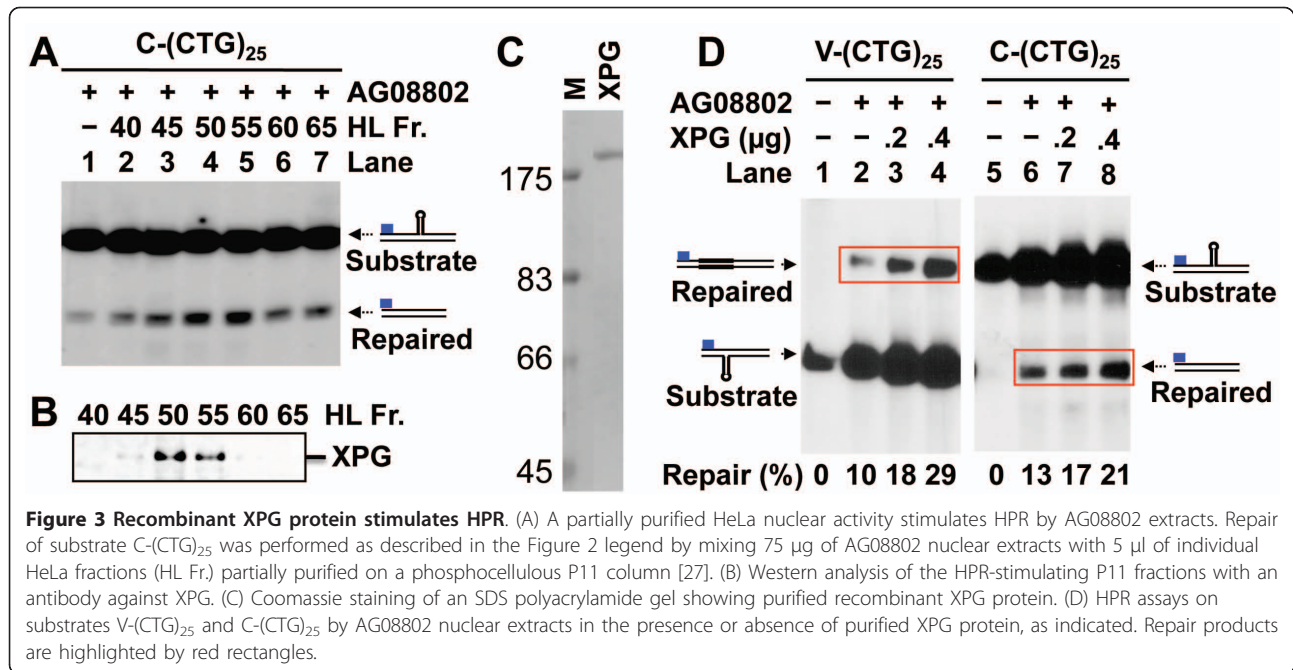 A
C-(CTG)25
+ + + + + + + AG08802
– 40 45 50 55 60 65 HL Fr.
1 2 3 4 5 6 7 Lane
Substrate
Repaired
B
40 45 50 55 60 65 HL Fr.
XPG
C
M
XPG
175
83
66
45
D
V-(CTG)25 C-(CTG)25
AG08802 – + + + – + + +
XPG (µg) – – .2 .4 – – .2 .4
Lane 1 2 3 4 5 6 7 8
Repaired
Substrate
Substrate
Repaired
Repair (%) 0 10 18 29 0 13 17 21
Figure 3 Recombinant XPG protein stimulates HPR. (A) A partially purified HeLa nuclear activity stimulates HPR by AG08802 extracts. Repair
of substrate C-(CTG)25 was performed as described in the Figure 2 legend by mixing 75 µg of AG08802 nuclear extracts with 5 µl of individual
HeLa fractions (HL Fr.) partially purified on a phosphocellulous P11 column [27]. (B) Western analysis of the HPR-stimulating P11 fractions with an
antibody against XPG. (C) Coomassie staining of an SDS polyacrylamide gel showing purified recombinant XPG protein. (D) HPR assays on
substrates V-(CTG)25 and C-(CTG)25 by AG08802 nuclear extracts in the presence or absence of purified XPG protein, as indicated. Repair products
are highlighted by red rectangles.